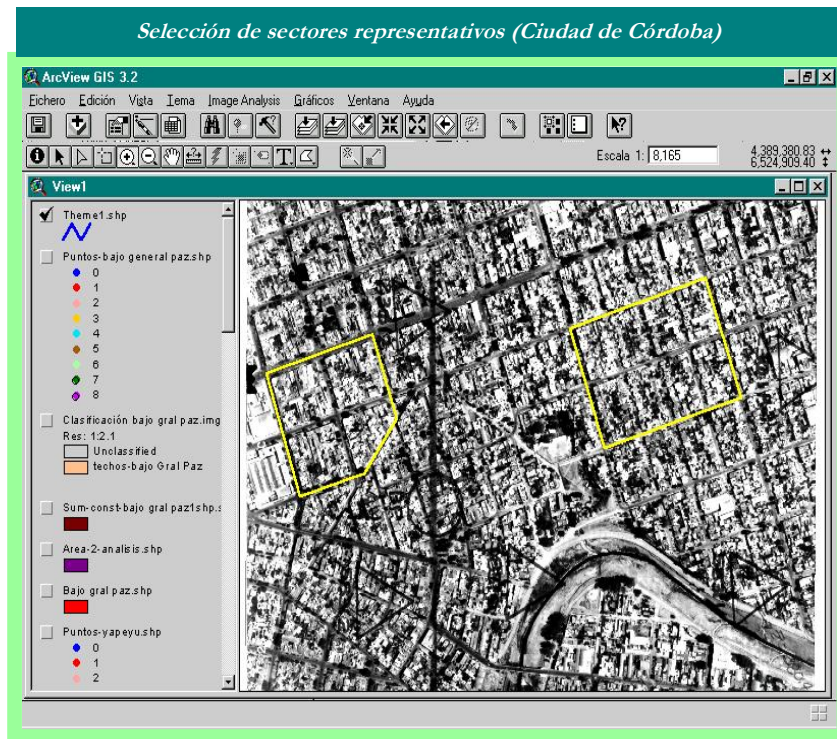 Selección de sectores representativos (Ciudad de Córdoba)
ArcView GIS 3.2
Fichero Edición Vista Tema Image Analysis Gráficos Ventana Ayuda
Escala 1: 8,165
4,389,380.83
6,524,909.40
View1
Theme1.shp
Puntos-bajo general paz.shp
0
1
2
3
4
5
6
7
8
Clasificación bajo gral paz.img
Res: 1:2.1
Unclassified
techos-bajo Gral Paz
Sum-const-bajo gral paz1shp.s
Area-2-analisis.shp
Bajo gral paz.shp
Puntos-yapeyu.shp
0
1
2